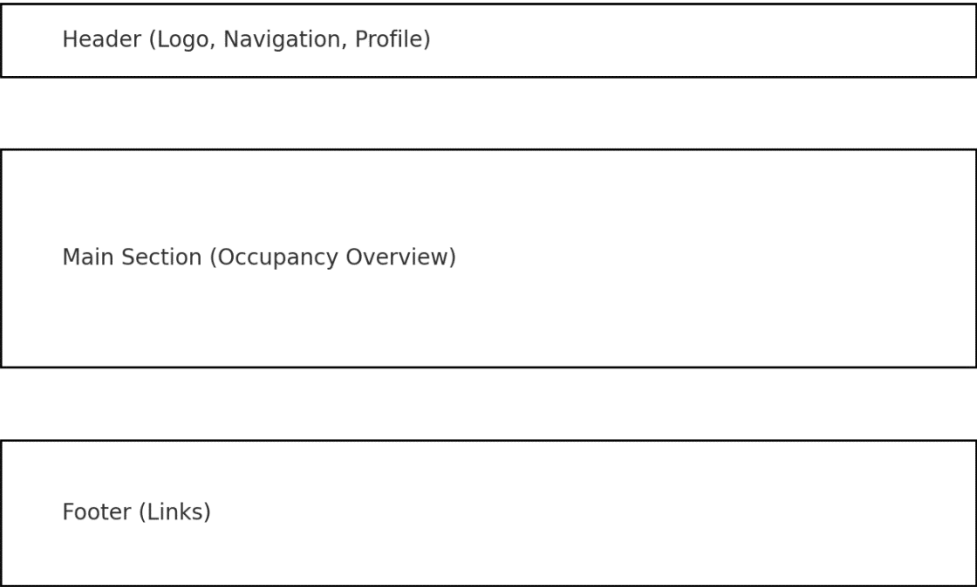 Header (Logo, Navigation, Profile)
Main Section (Occupancy Overview)
Footer (Links)